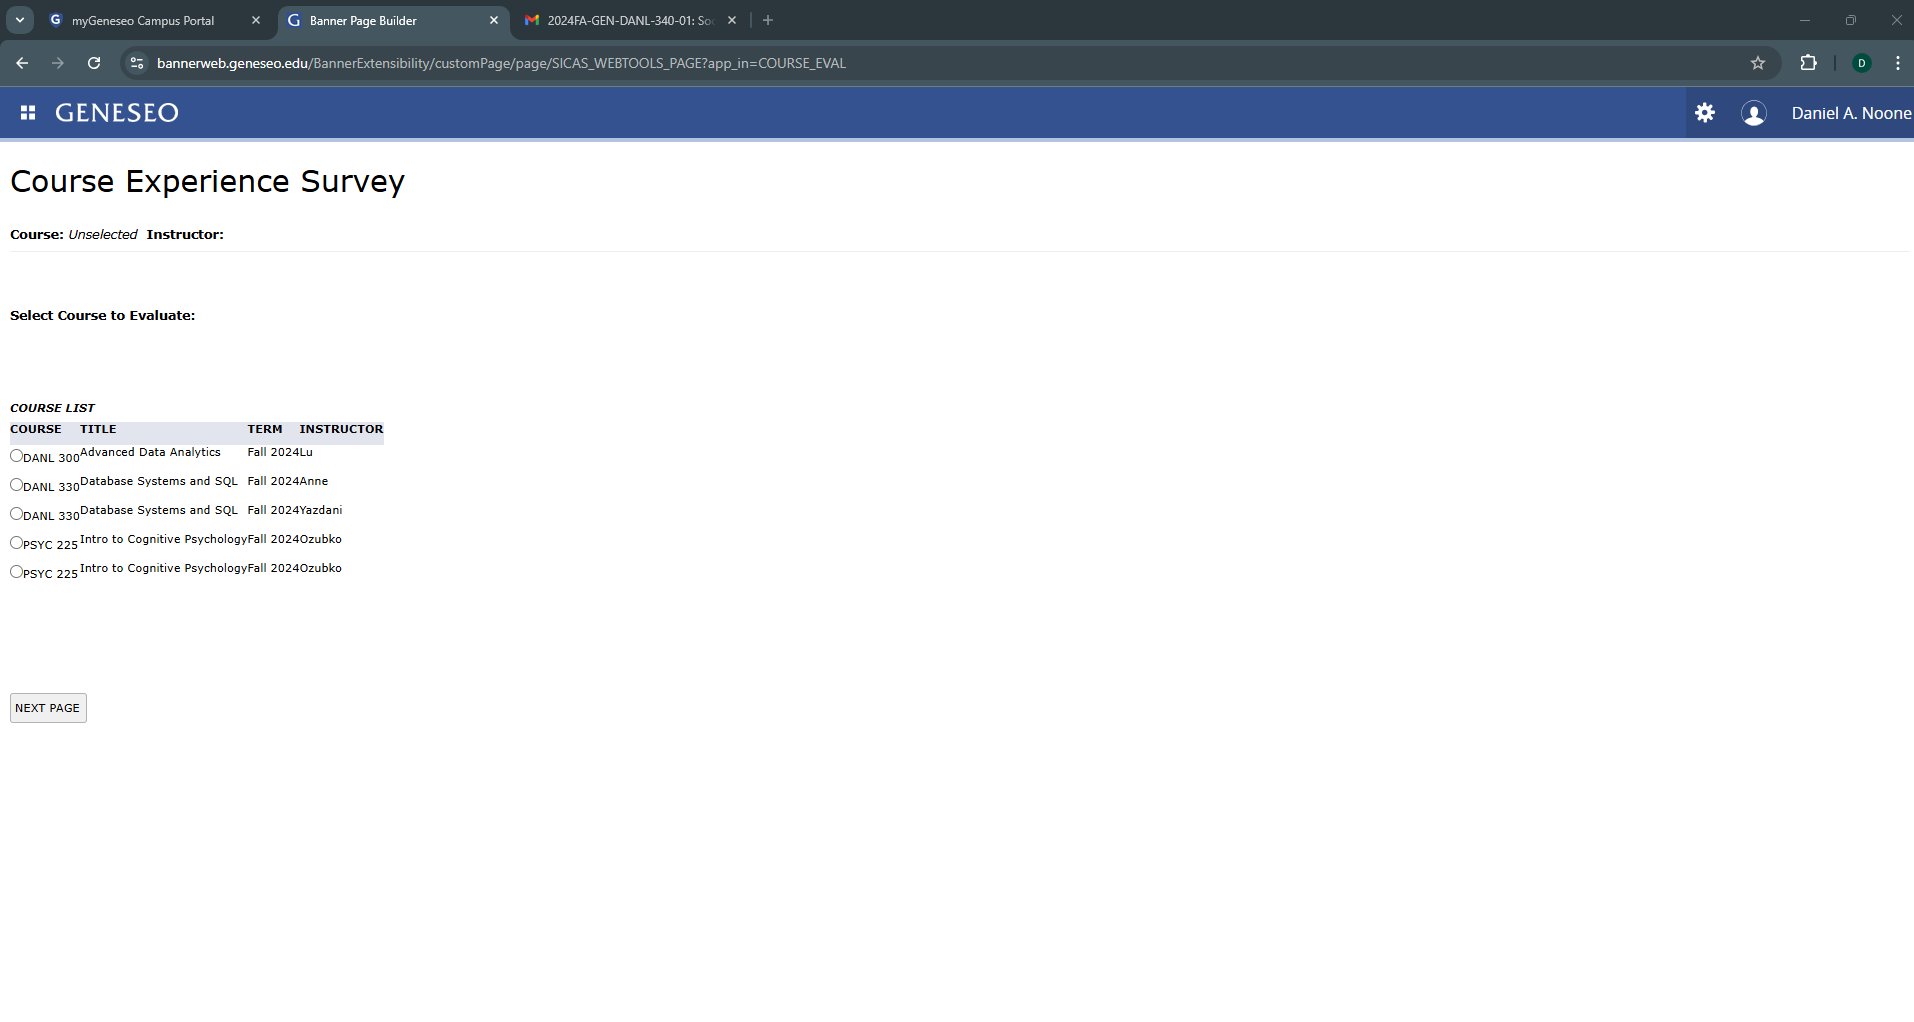 myGeneseo Campus Portal
Banner Page Builder
2024FA-GEN-DANL-340-01: Soc
bannerweb.geneseo.edu/BannerExtensibility/customPage/page/SICAS_WEBTOOLS_PAGE?app_in=COURSE_EVAL
D
GENESEO
Daniel A. Noone
Course Experience Survey
Course: Unselected Instructor:
Select Course to Evaluate:
COURSE LIST
COURSE TITLE TERM INSTRUCTOR
DANL 300 Advanced Data Analytics Fall 2024 Lu
DANL 330 Database Systems and SQL Fall 2024 Anne
DANL 330 Database Systems and SQL Fall 2024 Yazdani
PSYC 225 Intro to Cognitive Psychology Fall 2024 Ozubko
PSYC 225 Intro to Cognitive Psychology Fall 2024 Ozubko
NEXT PAGE